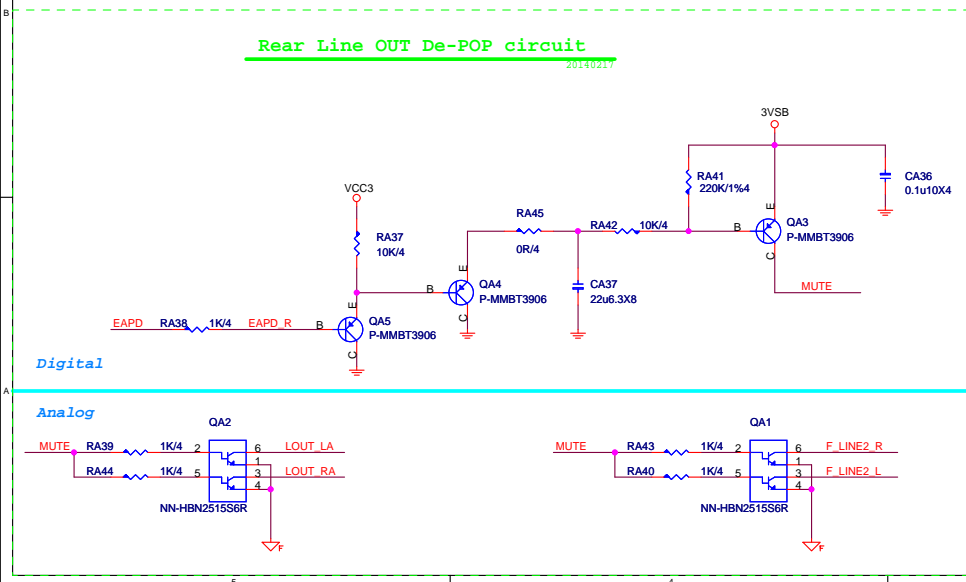 B
Rear Line OUT De-POP circuit
20140217
3VSB
RA41
220K/1%4
CA36
0.1u10X4
VCC3
RA37
10K/4
RA45
0R/4
RA42 10K/4
E
B
QA3
P-MMBT3906
C
MUTE
E
B
QA4
P-MMBT3906
C
CA37
22u6.3X8
EAPD RA38 1K/4 EAPD_R
E
B
QA5
P-MMBT3906
C
Digital
A
Analog
QA2
MUTE RA39 1K/4 2 6 LOUT_LA
1
RA44 1K/4 5 3 LOUT_RA
4
NN-HBN2515S6R
F
QA1
MUTE RA43 1K/4 2 6 F_LINE2_R
1
RA40 1K/4 5 3 F_LINE2_L
4
NN-HBN2515S6R
F